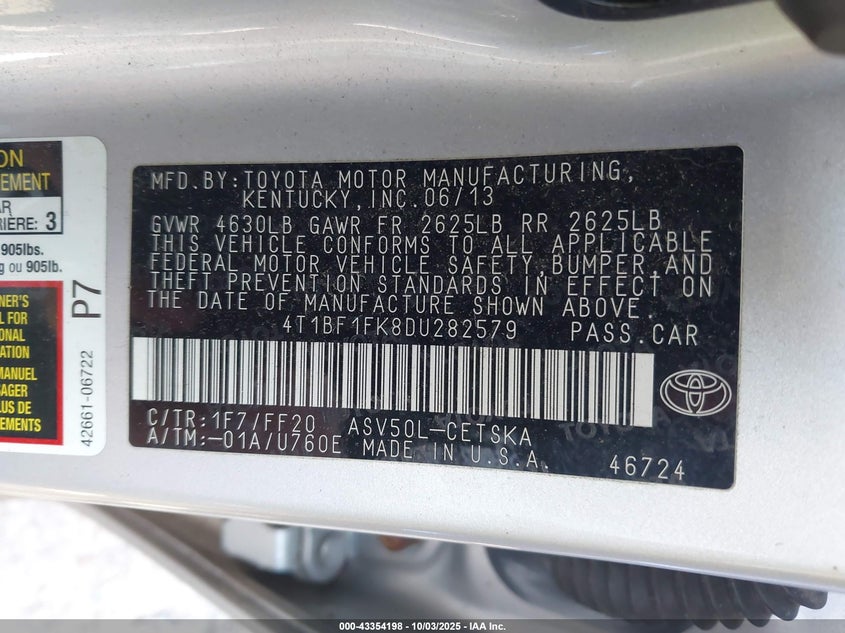 ON
EMENT
AR
RIÈRE: 3
905lbs.
g ou 905lb.
NER'S
L FOR
ONAL
ATION
MANUEL
SAGER
LUS DE
EMENTS
P7
42661-06722
MFD.BY:TOYOTA MOTOR MANUFACTURING,
KENTUCKY,INC.06/13
GVWR 4630LB GAWR FR 2625LB RR 2625LB
THIS VEHICLE CONFORMS TO ALL APPLICABLE
FEDERAL MOTOR VEHICLE SAFETY,BUMPER,AND
THEFT PREVENTION STANDARDS IN EFFECT ON
THE DATE OF MANUFACTURE SHOWN ABOVE.
4T1BF1FK8DU282579 PASS.CAR
C/TR:1F7/FF20 ASV50L-CETSKA
A/TM:-01A/U760E MADE IN U.S.A.
46724
000-43354198 - 10/03/2025 - IAA Inc.